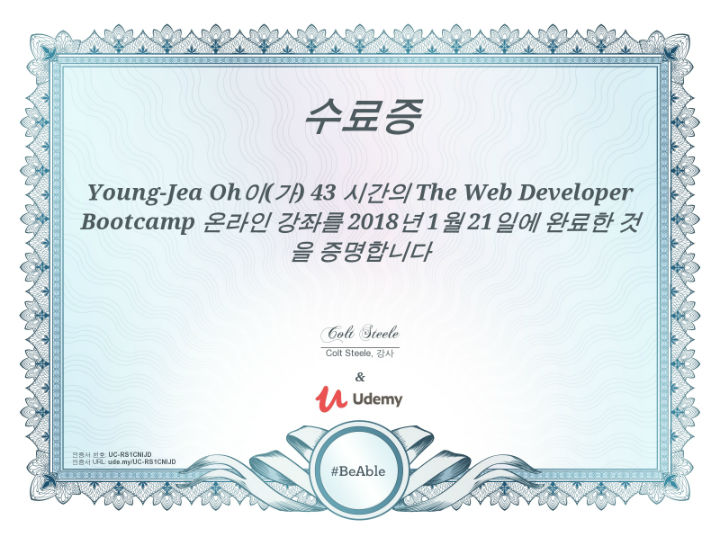 수료증
Young-Jea Oh이(가) 43 시간의 The Web Developer
Bootcamp 온라인 강좌를 2018년 1월 21일에 완료한 것
을 증명합니다
Colt Steele
Colt Steele, 강사
&
Udemy
인증서 번호: UC-RS1CNIJD
인증서 URL: ude.my/UC-RS1CNIJD
#BeAble